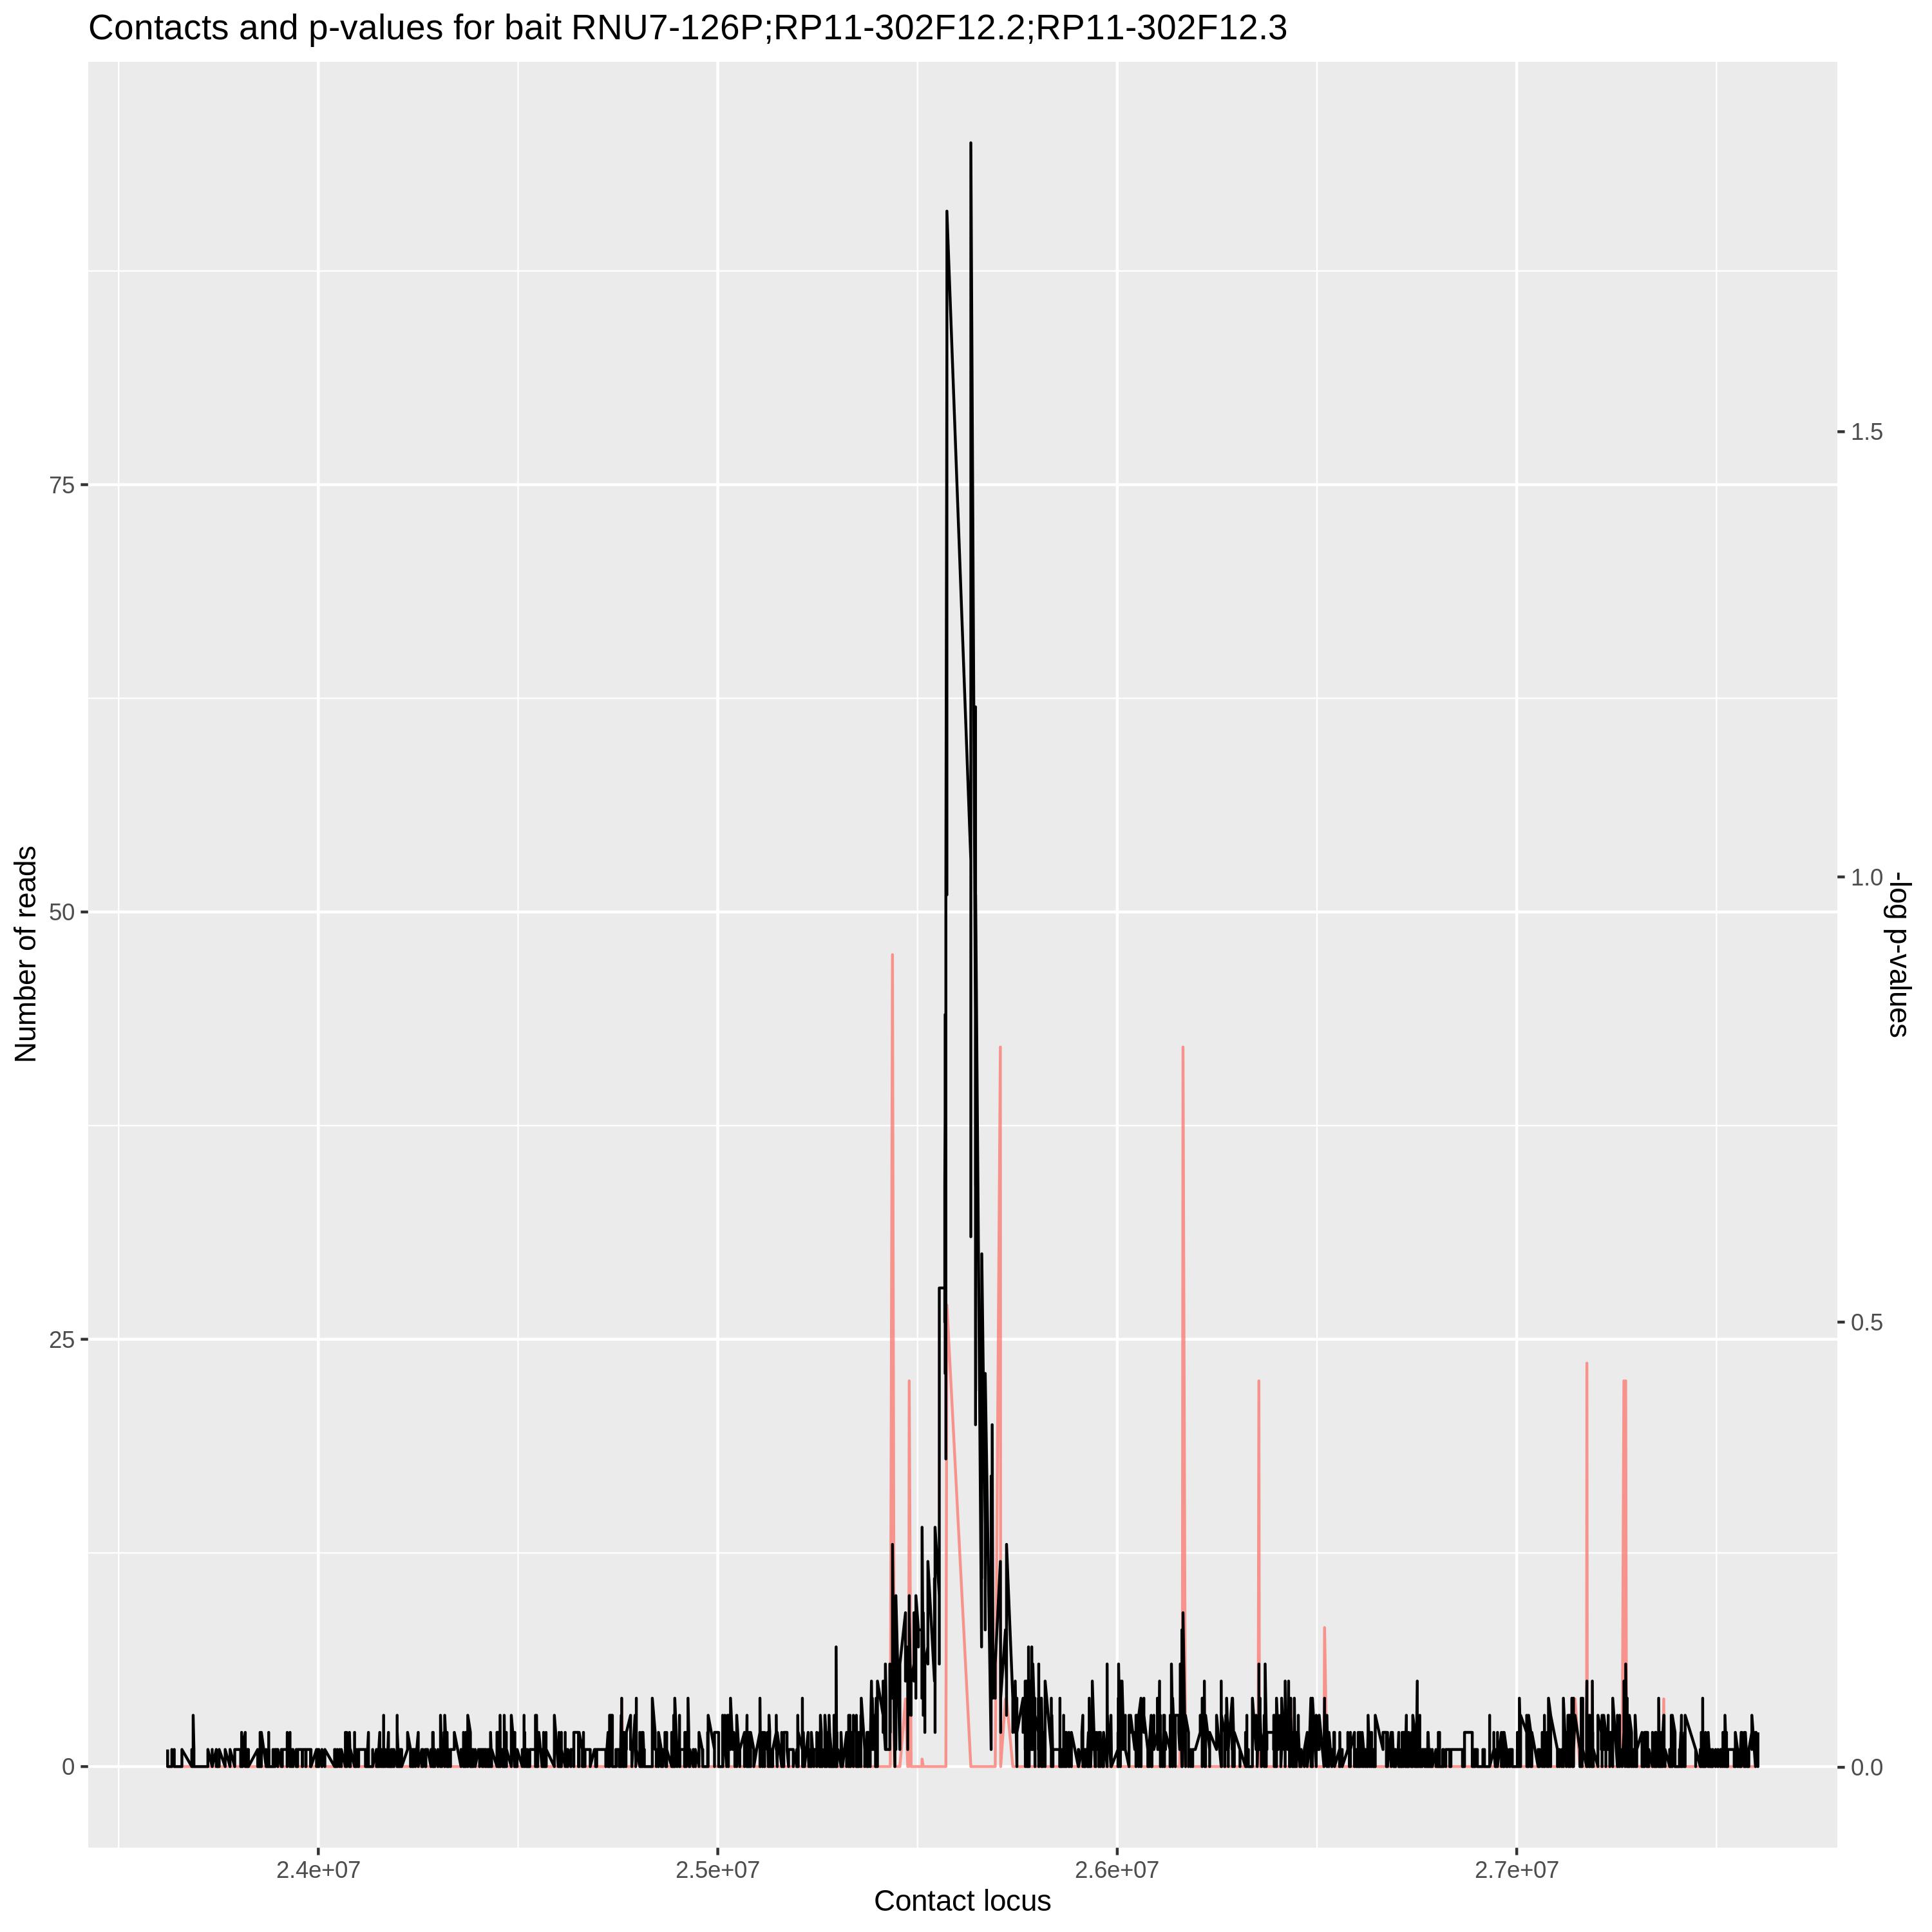 Contacts and p-values for bait RNU7-126P;RP11-302F12.2;RP11-302F12.3
75
50
25
0
Number of reads
1.5
1.0
0.5
0.0
-log p-values
2.4e+07
2.5e+07
2.6e+07
2.7e+07
Contact locus